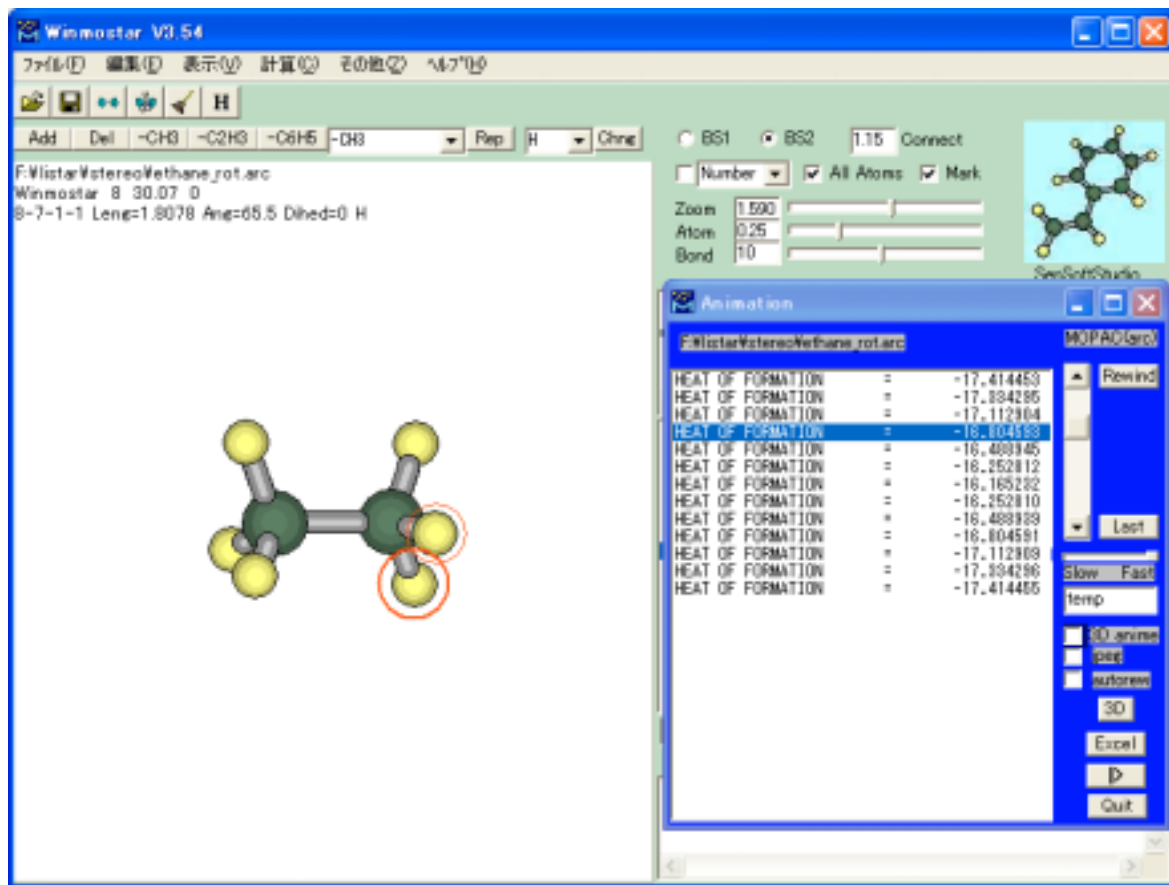 Winmostar V3.54
ファイル(F) 編集(E) 表示(V) 計算(C) その他(Z) ヘルプ(H)
H
Add Del -CH3 -C2H3 -C6H5 -CH3 Rep H Chng
BS1 BS2 1.15 Connect
Number All Atoms Mark
Zoom 1.590
Atom 0.25
Bond 10
SenSoftStudio
F:¥listar¥stereo¥ethane_rot.arc
Winmostar 8 30.07 0
8-7-1-1 Leng=1.8078 Ang=65.5 Dihed=0 H
Animation
F:¥listar¥stereo¥ethane_rot.arc
MOPAC(arc)
HEAT OF FORMATION = -17.414453
HEAT OF FORMATION = -17.334295
HEAT OF FORMATION = -17.112904
HEAT OF FORMATION = -16.804593
HEAT OF FORMATION = -16.488945
HEAT OF FORMATION = -16.252812
HEAT OF FORMATION = -16.165232
HEAT OF FORMATION = -16.252810
HEAT OF FORMATION = -16.488939
HEAT OF FORMATION = -16.804591
HEAT OF FORMATION = -17.112909
HEAT OF FORMATION = -17.334296
HEAT OF FORMATION = -17.414455
Rewind
Last
Slow Fast
temp
3D anime
jpeg
autorew
3D
Excel
Quit